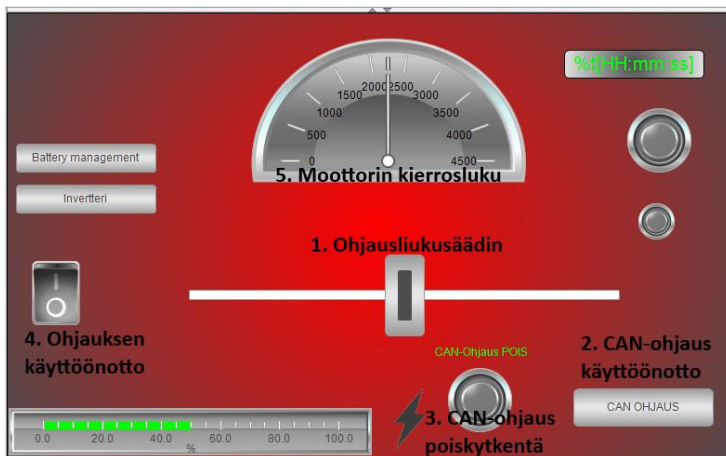 %t[HH:mm:ss]
0
500
1000
1500
2000
2500
3000
3500
4000
4500
5. Moottorin kierrosluku
Battery management
Invertteri
1. Ohjausliukusäädin
4. Ohjauksen
käyttöönotto
CAN-Ohjaus POIS
2. CAN-ohjaus
käyttöönotto
CAN OHJAUS
3. CAN-ohjaus
poiskytkentä
0.0 20.0 40.0 60.0 80.0 100.0
%